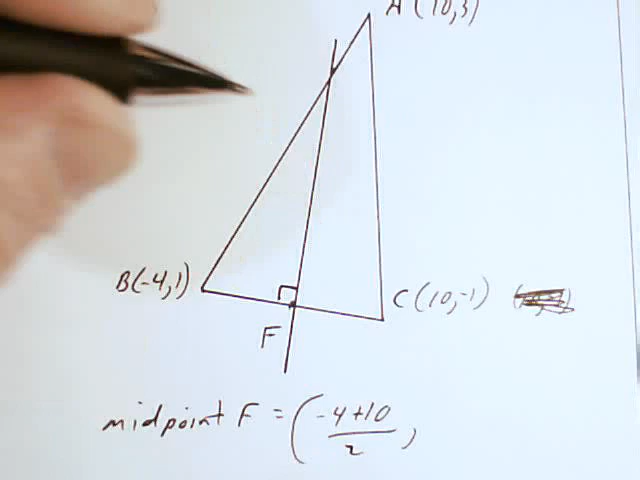 A(10,3)
B(-4,1)
C(10,-1)
F
midpoint F = (-4+10/2,